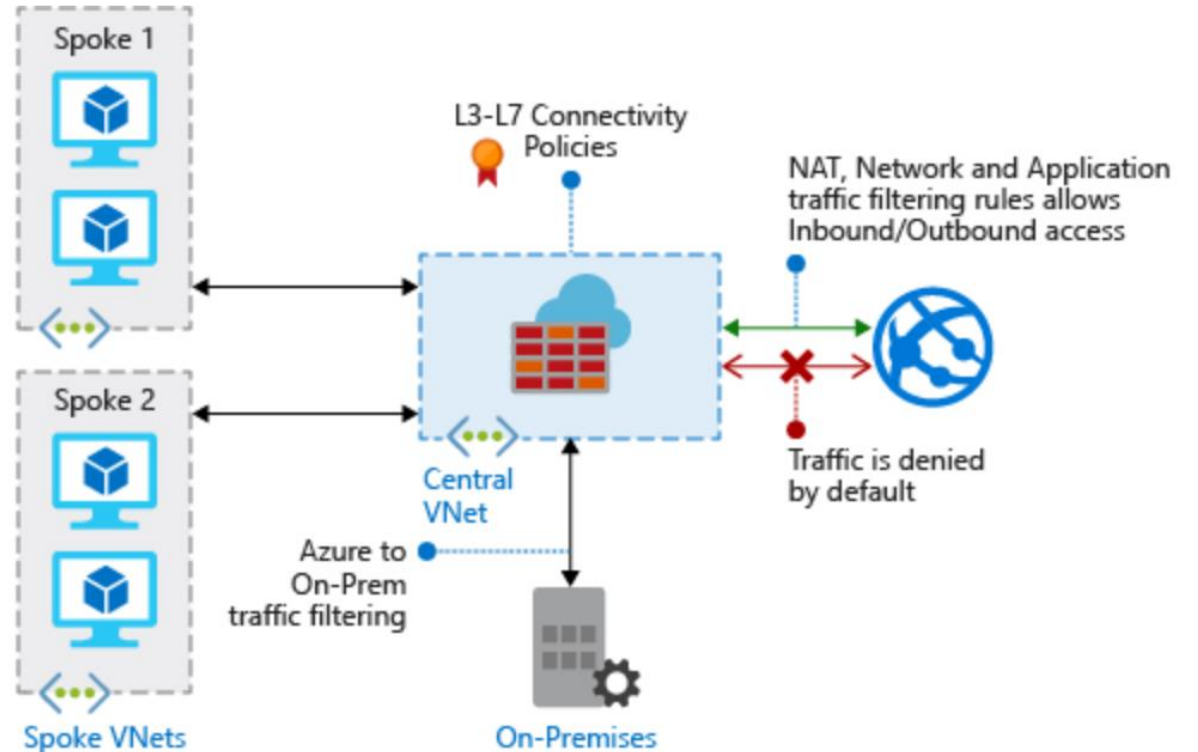 Spoke 1
L3-L7 Connectivity
Policies
NAT, Network and Application
traffic filtering rules allows
Inbound/Outbound access
Spoke 2
Central
VNet
Traffic is denied
by default
Azure to
On-Prem
traffic filtering
Spoke VNets
On-Premises